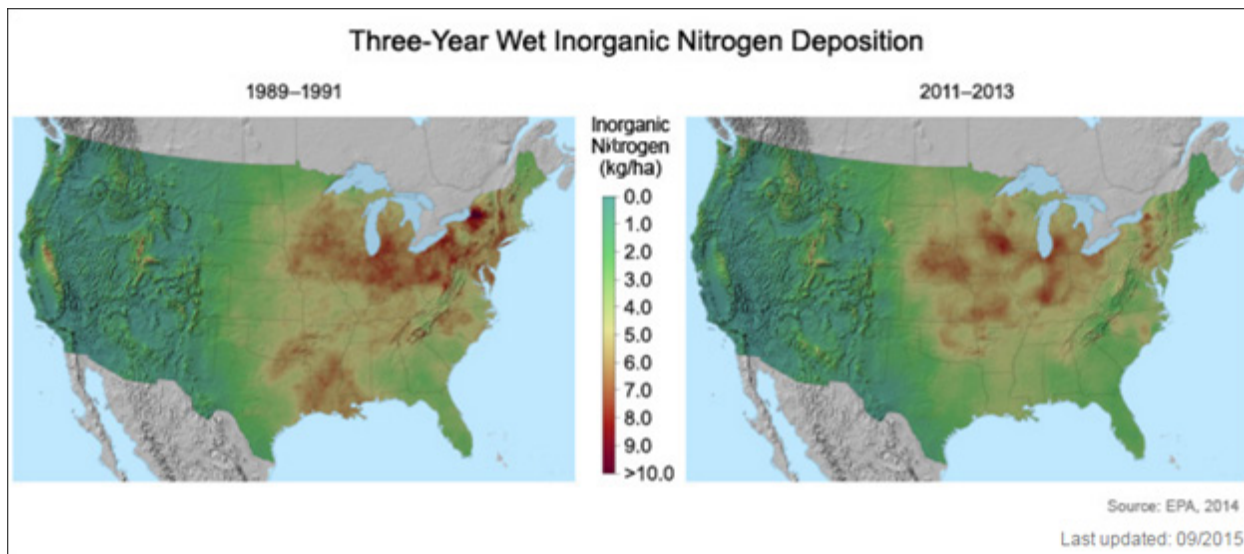 Three-Year Wet Inorganic Nitrogen Deposition
1989–1991
2011–2013
Inorganic
Nitrogen
(kg/ha)
0.0
1.0
2.0
3.0
4.0
5.0
6.0
7.0
8.0
9.0
>10.0
Source: EPA, 2014
Last updated: 09/2015